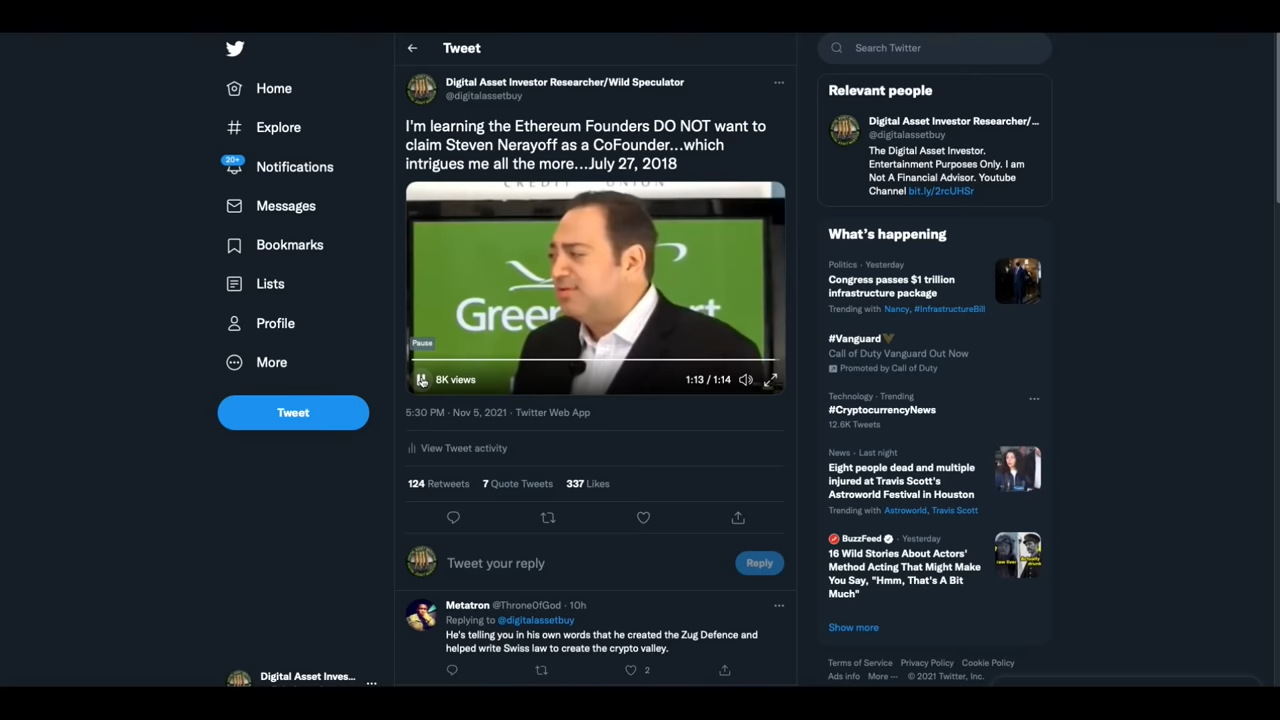 Tweet
Search Twitter
Home
Explore
20+
Notifications
Messages
Bookmarks
Lists
Profile
More
Tweet
Digital Asset Inves...
Digital Asset Investor Researcher/Wild Speculator
@digitalassetbuy
I'm learning the Ethereum Founders DO NOT want to
claim Steven Nerayoff as a CoFounder...which
intrigues me all the more...July 27, 2018
CREDIT UNION
Pause
8K views
1:13 / 1:14
5:30 PM · Nov 5, 2021 · Twitter Web App
View Tweet activity
124 Retweets 7 Quote Tweets 337 Likes
Tweet your reply
Reply
Metatron @ThroneOfGod · 10h
Replying to @digitalassetbuy
He's telling you in his own words that he created the Zug Defence and
helped write Swiss law to create the crypto valley.
2
Relevant people
Digital Asset Investor Researcher/...
@digitalassetbuy
The Digital Asset Investor.
Entertainment Purposes Only. I am
Not A Financial Advisor. Youtube
Channel bit.ly/2rcUHSr
What's happening
Politics · Yesterday
Congress passes $1 trillion
infrastructure package
Trending with Nancy, #InfrastructureBill
#Vanguard
Call of Duty Vanguard Out Now
Promoted by Call of Duty
Technology · Trending
#CryptocurrencyNews
12.6K Tweets
News · Last night
Eight people dead and multiple
injured at Travis Scott's
Astroworld Festival in Houston
Trending with Astroworld, Travis Scott
BuzzFeed · Yesterday
16 Wild Stories About Actors'
Method Acting That Might Make
You Say, "Hmm, That's A Bit
Much"
Show more
Terms of Service Privacy Policy Cookie Policy
Ads info More ··· © 2021 Twitter, Inc.